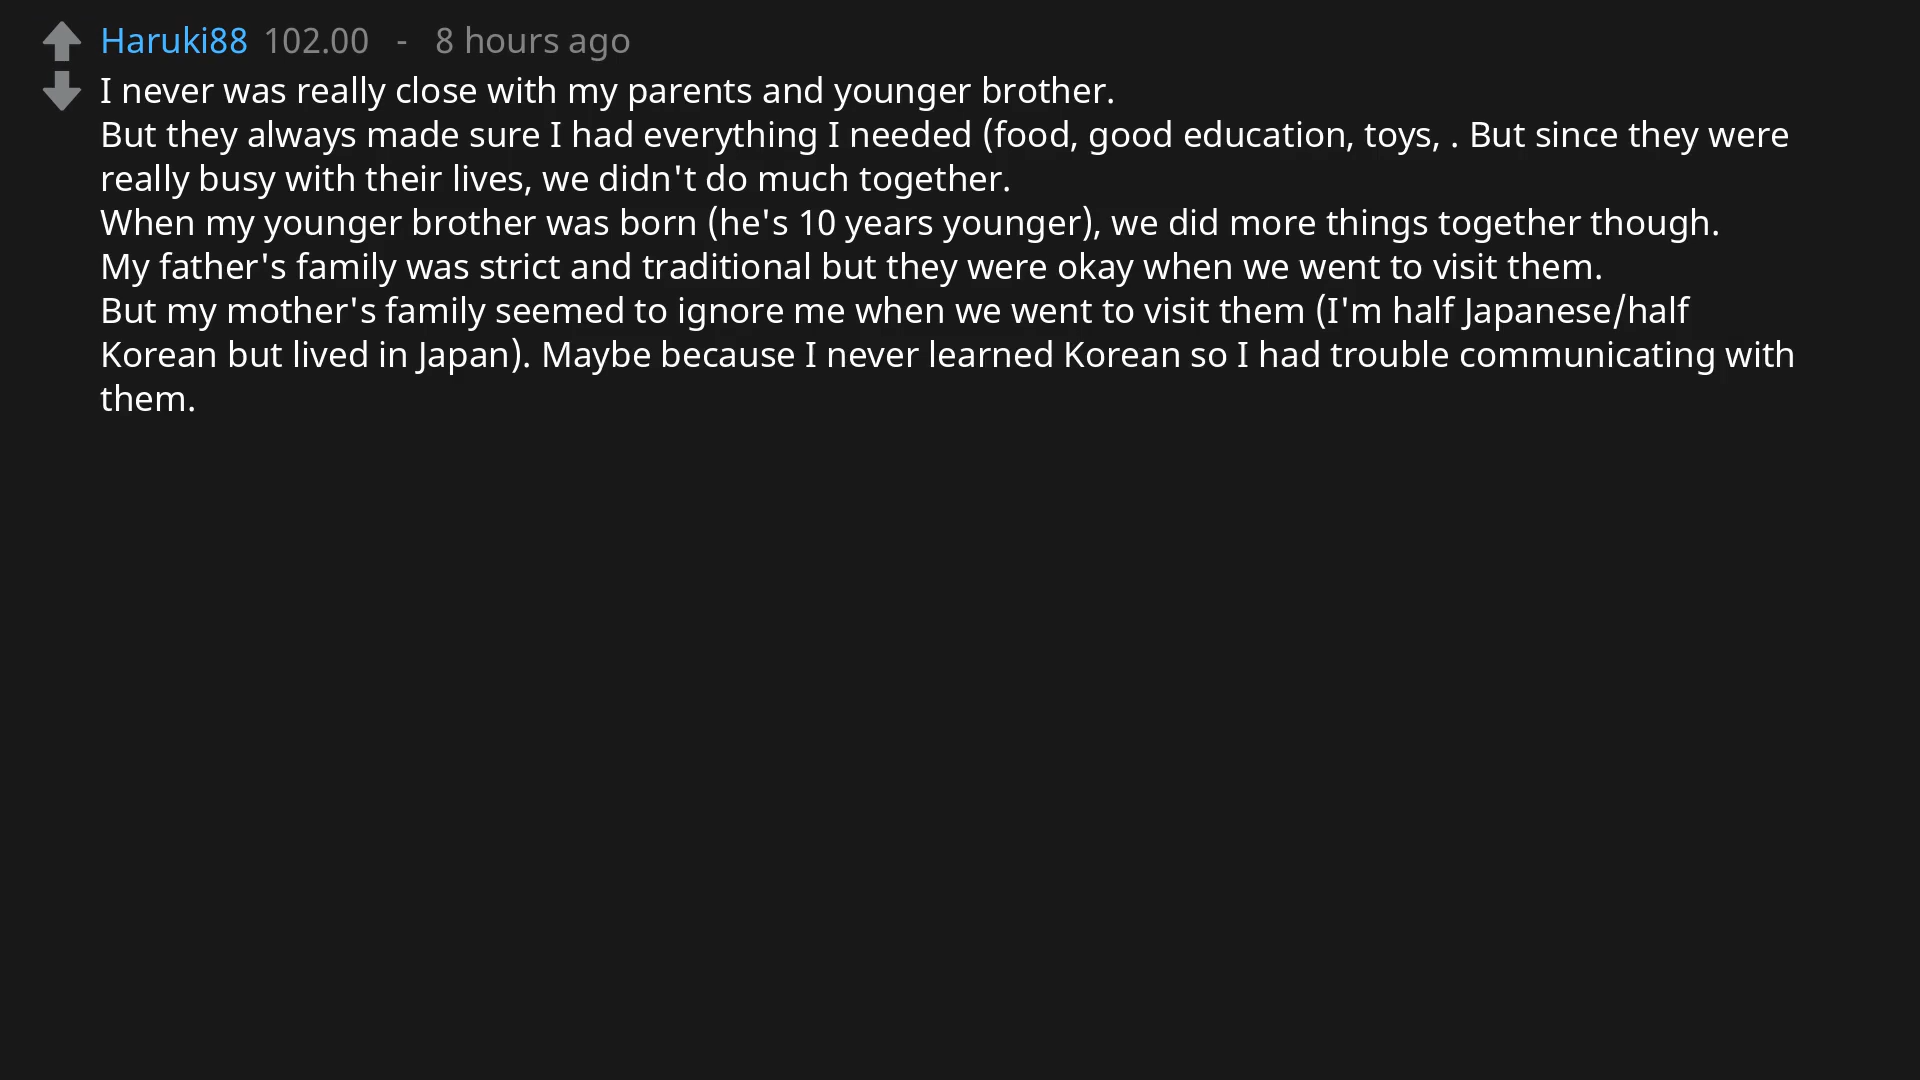 Haruki88 102.00 - 8 hours ago
I never was really close with my parents and younger brother.
But they always made sure I had everything I needed (food, good education, toys, . But since they were
really busy with their lives, we didn't do much together.
When my younger brother was born (he's 10 years younger), we did more things together though.
My father's family was strict and traditional but they were okay when we went to visit them.
But my mother's family seemed to ignore me when we went to visit them (I'm half Japanese/half
Korean but lived in Japan). Maybe because I never learned Korean so I had trouble communicating with
them.